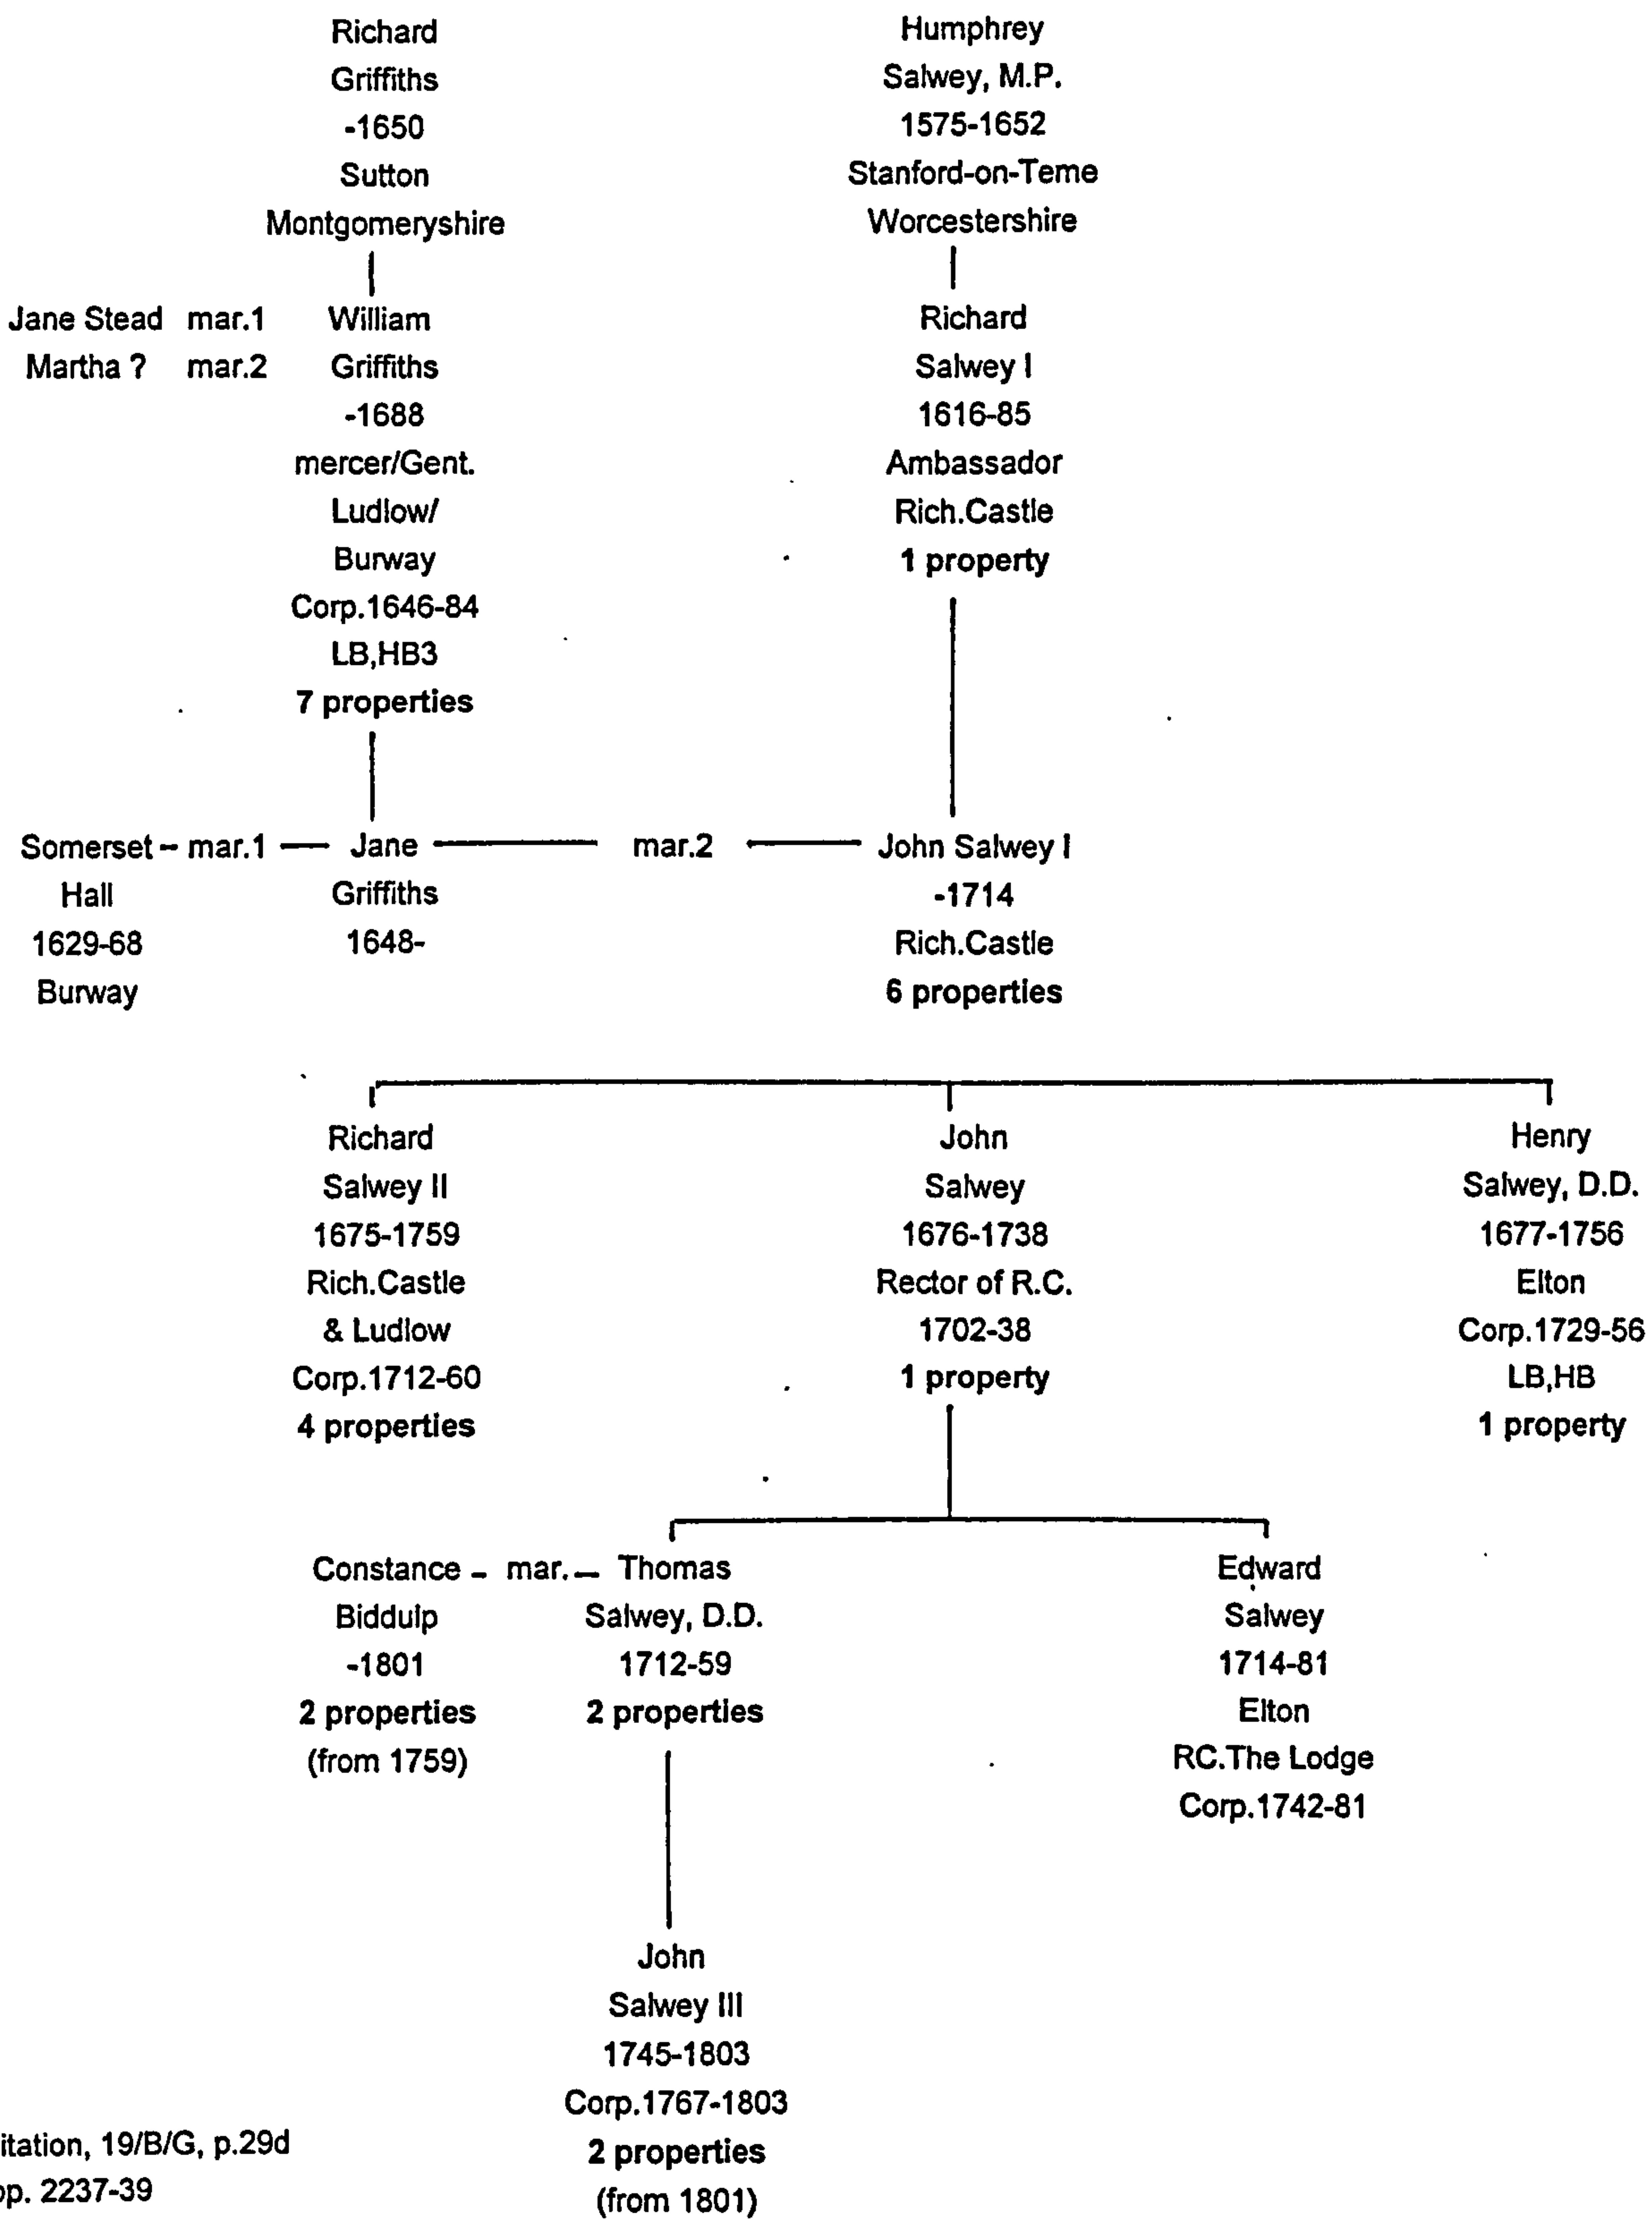 Richard
Griffiths
-1650
Sutton
Montgomeryshire
Humphrey
Salwey, M.P.
1575-1652
Stanford-on-Teme
Worcestershire
Jane Stead mar.1
Martha ? mar.2
William
Griffiths
-1688
mercer/Gent.
Ludlow/
Burway
Corp.1646-84
LB,HB3
7 properties
Richard
Salwey I
1616-85
Ambassador
Rich.Castle
1 property
Somerset – mar.1 — Jane — mar.2 — John Salwey I
Hall
1629-68
Burway
Griffiths
1648-
-1714
Rich.Castle
6 properties
Richard
Salwey II
1675-1759
Rich.Castle
& Ludlow
Corp.1712-60
4 properties
John
Salwey
1676-1738
Rector of R.C.
1702-38
1 property
Henry
Salwey, D.D.
1677-1756
Elton
Corp.1729-56
LB,HB
1 property
Constance – mar. – Thomas
Biddulp
-1801
2 properties
(from 1759)
Salwey, D.D.
1712-59
2 properties
Edward
Salwey
1714-81
Elton
RC.The Lodge
Corp.1742-81
John
Salwey III
1745-1803
Corp.1767-1803
2 properties
(from 1801)
itation, 19/B/G, p.29d
pp. 2237-39